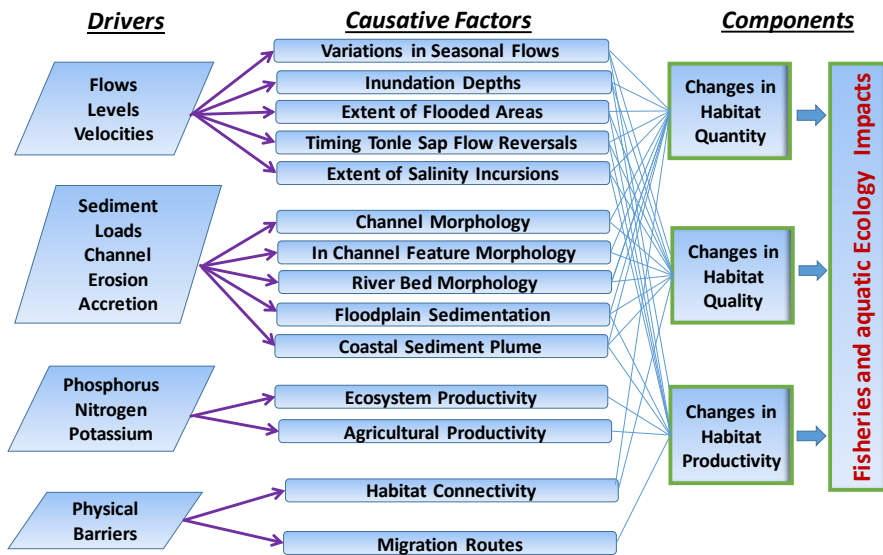 Drivers
Causative Factors
Components
Flows
Levels
Velocities
Variations in Seasonal Flows
Inundation Depths
Extent of Flooded Areas
Timing Tonle Sap Flow Reversals
Extent of Salinity Incursions
Sediment
Loads
Channel
Erosion
Accretion
Channel Morphology
In Channel Feature Morphology
River Bed Morphology
Floodplain Sedimentation
Coastal Sediment Plume
Phosphorus
Nitrogen
Potassium
Ecosystem Productivity
Agricultural Productivity
Physical
Barriers
Habitat Connectivity
Migration Routes
Changes in
Habitat
Quantity
Changes in
Habitat
Quality
Changes in
Habitat
Productivity
Fisheries and aquatic Ecology Impacts